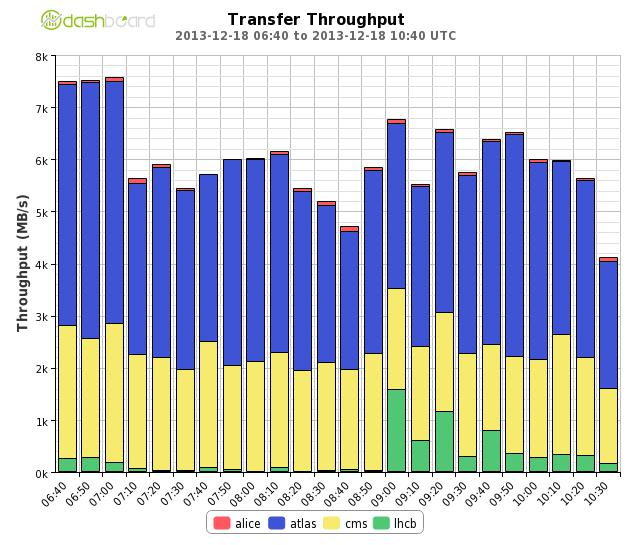 dashboard
Transfer Throughput
2013-12-18 06:40 to 2013-12-18 10:40 UTC
Throughput (MB/s)
8k
7k
6k
5k
4k
3k
2k
1k
0k
06:40 06:50 07:00 07:10 07:20 07:30 07:40 07:50 08:00 08:10 08:20 08:30 08:40 08:50 09:00 09:10 09:20 09:30 09:40 09:50 10:00 10:10 10:20 10:30
alice atlas cms lhcb